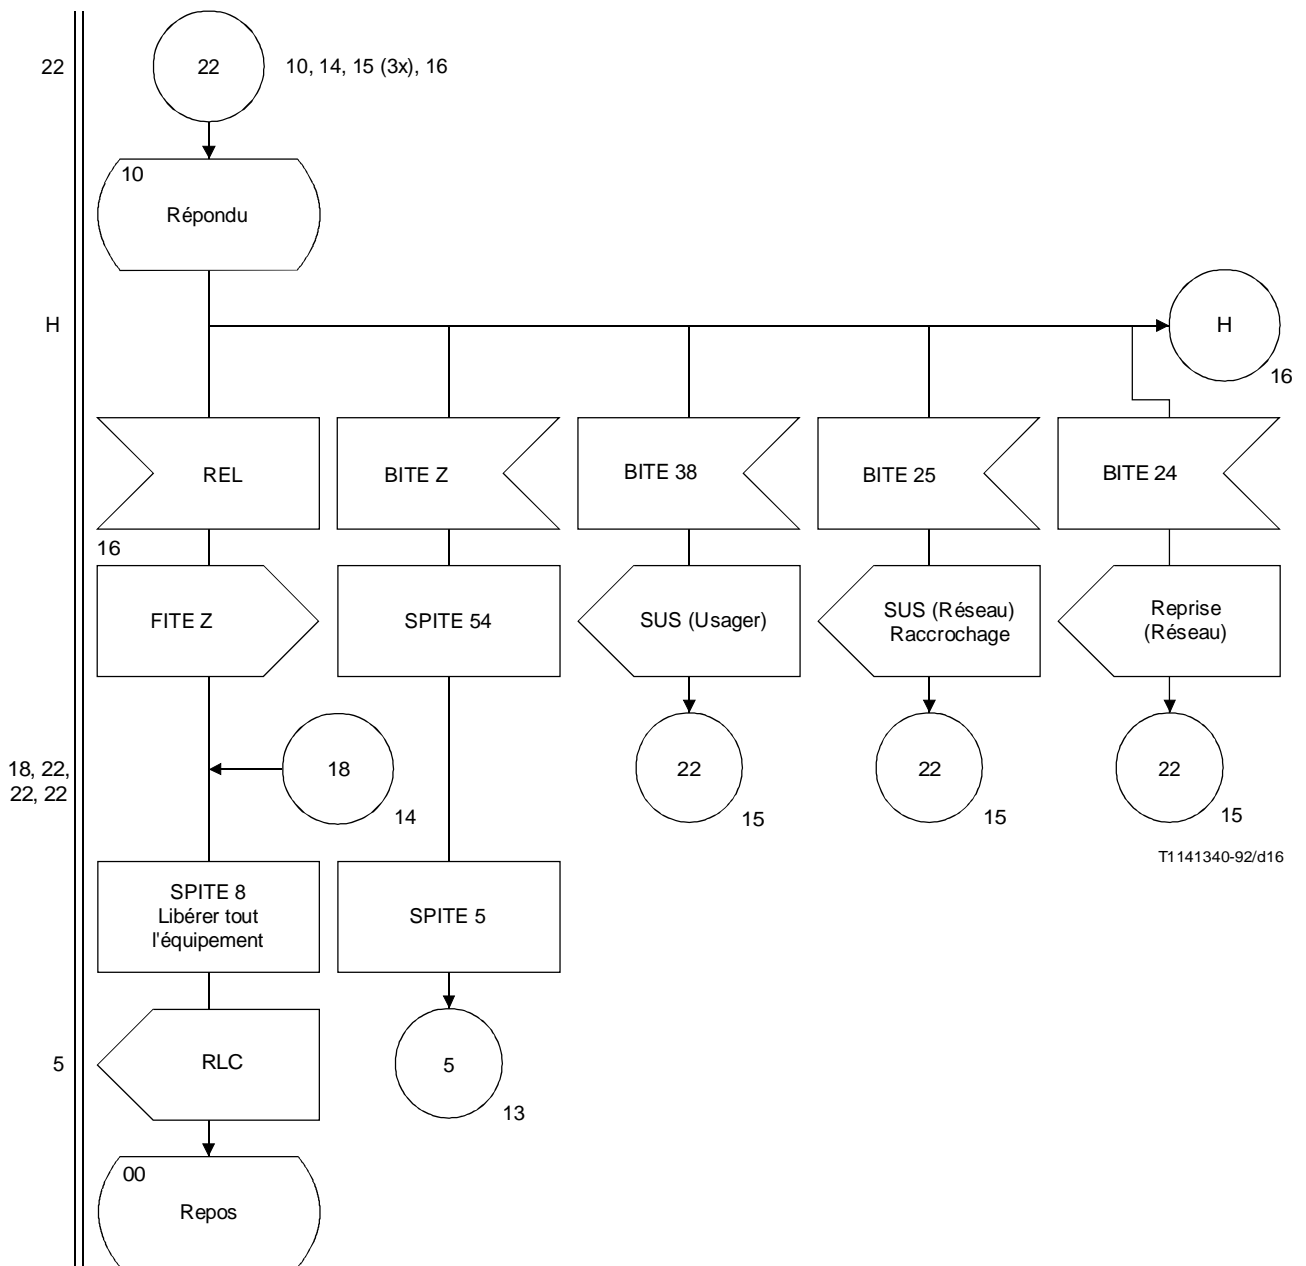 22
22
10, 14, 15 (3x), 16
10
Répondu
H
H
16
REL
BITE Z
BITE 38
BITE 25
BITE 24
16
FITE Z
SPITE 54
SUS (Usager)
SUS (Réseau)
Raccrochage
Reprise
(Réseau)
18, 22,
22, 22
18
14
22
15
22
15
22
15
T1141340-92/d16
SPITE 8
Libérer tout
l'équipement
SPITE 5
5
RLC
5
13
00
Repos